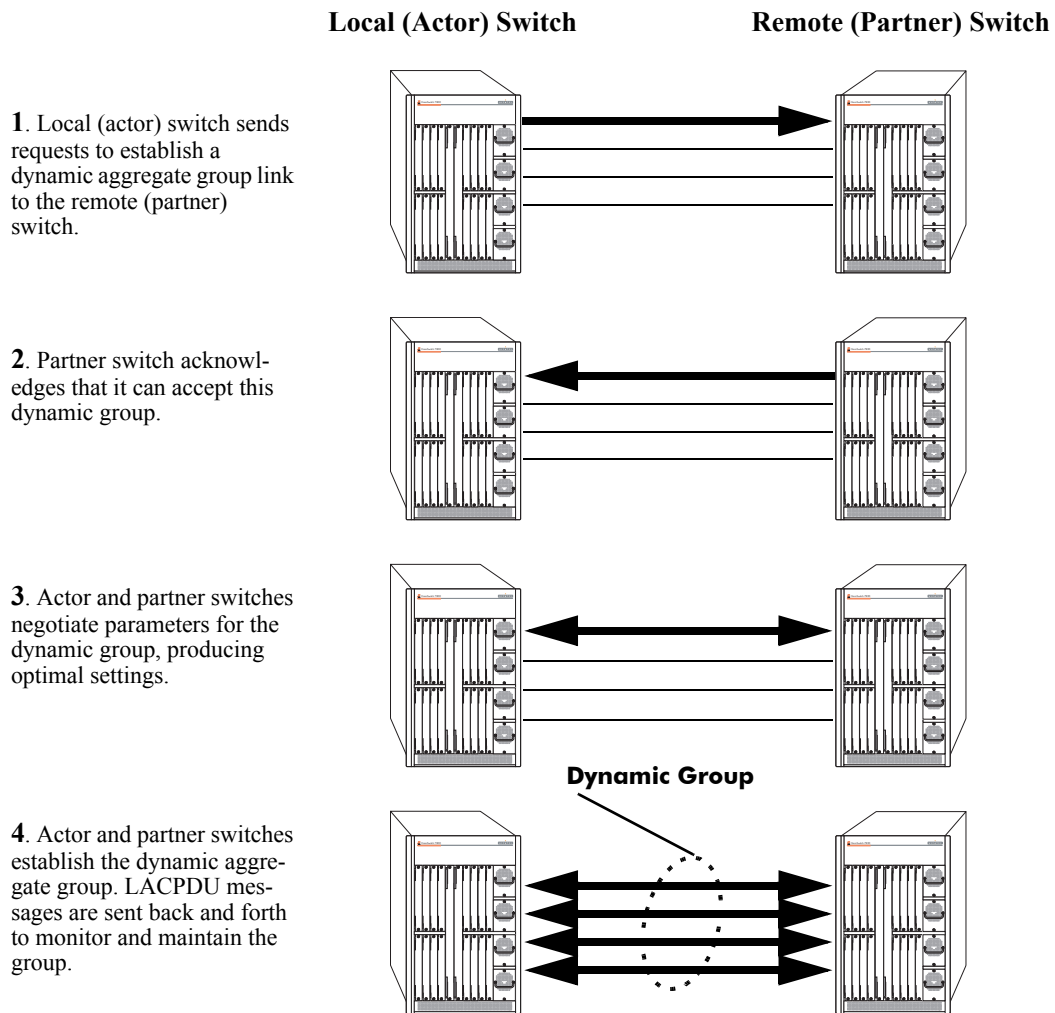 Local (Actor) Switch
Remote (Partner) Switch
1. Local (actor) switch sends
requests to establish a
dynamic aggregate group link
to the remote (partner)
switch.
2. Partner switch acknowl-
edges that it can accept this
dynamic group.
3. Actor and partner switches
negotiate parameters for the
dynamic group, producing
optimal settings.
Dynamic Group
4. Actor and partner switches
establish the dynamic aggre-
gate group. LACPDU mes-
sages are sent back and forth
to monitor and maintain the
group.